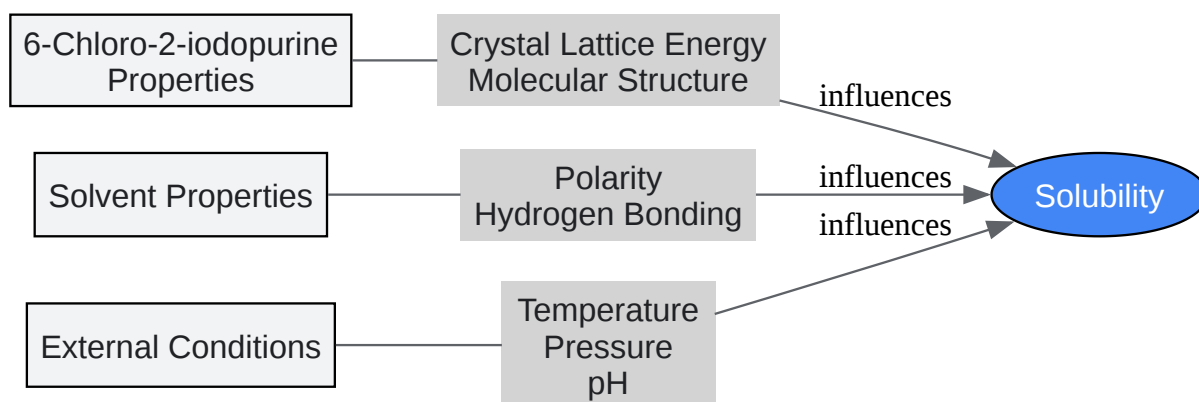 6-Chloro-2-iodopurine
Properties
Crystal Lattice Energy
Molecular Structure
influences
Solvent Properties
Polarity
Hydrogen Bonding
influences
Solubility
External Conditions
Temperature
Pressure
pH
influences